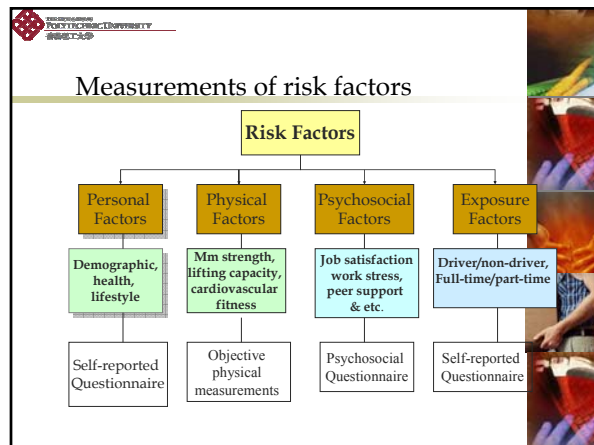 POLYTECHNIC UNIVERSITY
Measurements of risk factors
Risk Factors
Personal
Factors
Physical
Factors
Psychosocial
Factors
Exposure
Factors
Demographic,
health,
lifestyle
Mm strength,
lifting capacity,
cardiovascular
fitness
Job satisfaction
work stress,
peer support
& etc.
Driver/non-driver,
Full-time/part-time
Self-reported
Questionnaire
Objective
physical
measurements
Psychosocial
Questionnaire
Self-reported
Questionnaire